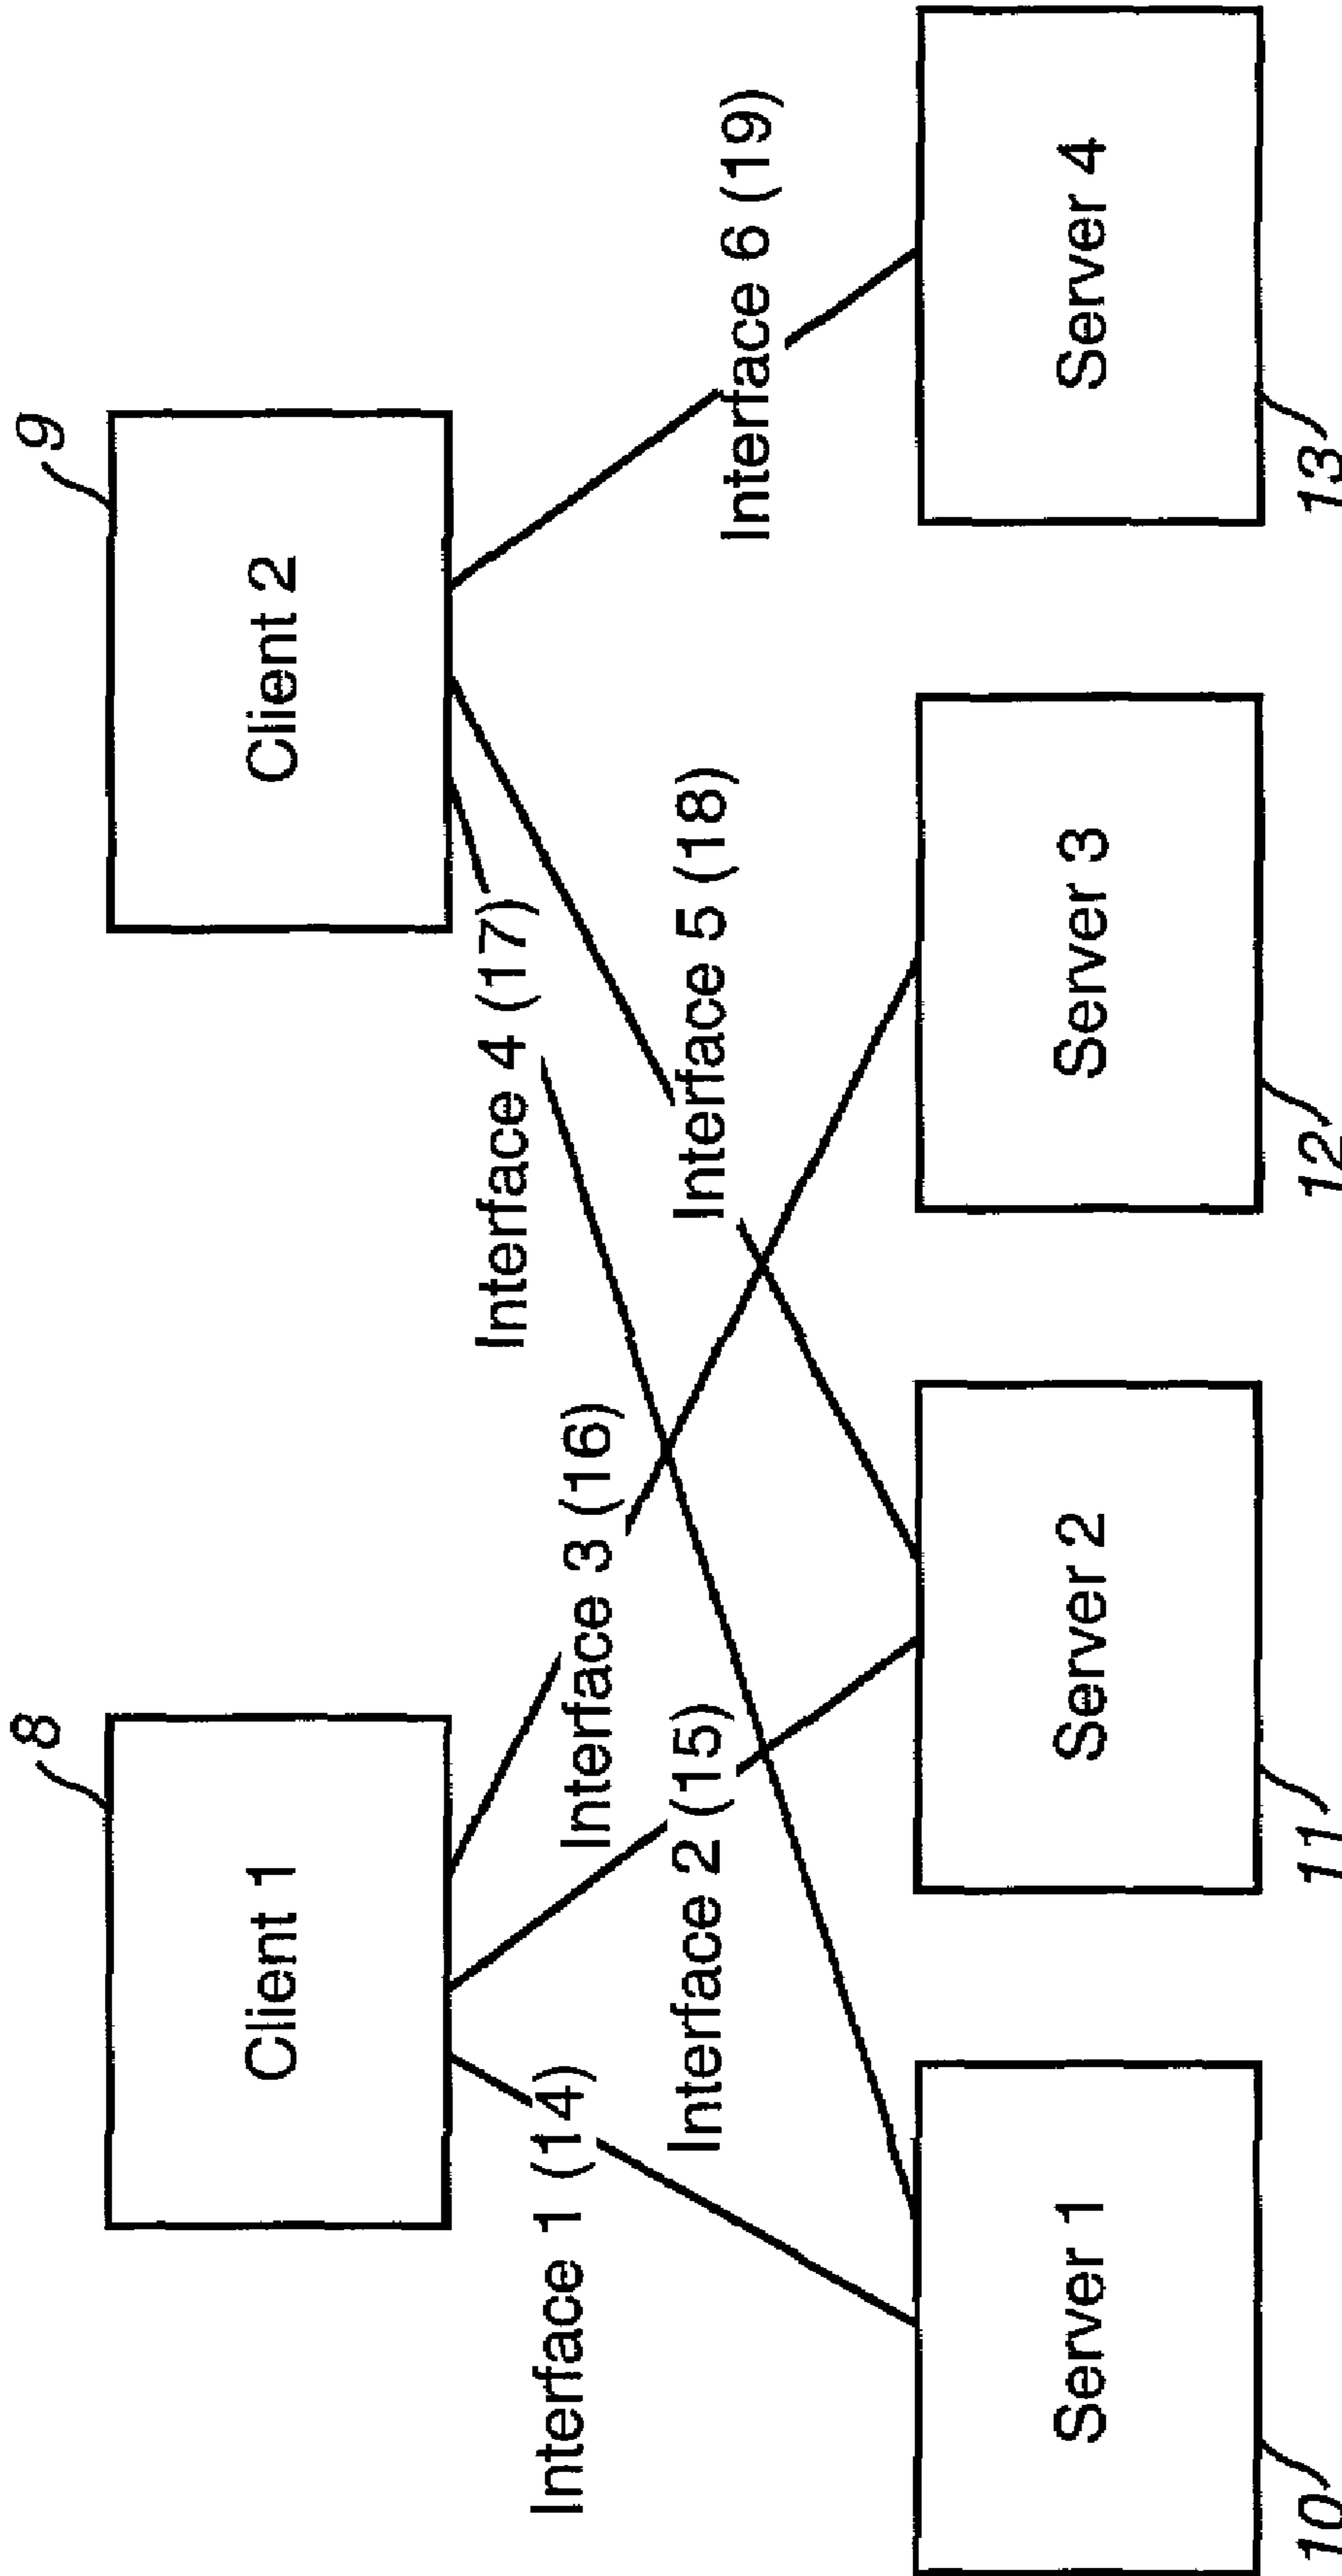 8
9
Client 1
Client 2
Interface 4 (17)
Interface 1 (14)
Interface 3 (16)
Interface 2 (15)
Interface 5 (18)
Interface 6 (19)
Server 1
Server 2
Server 3
Server 4
10
11
12
13